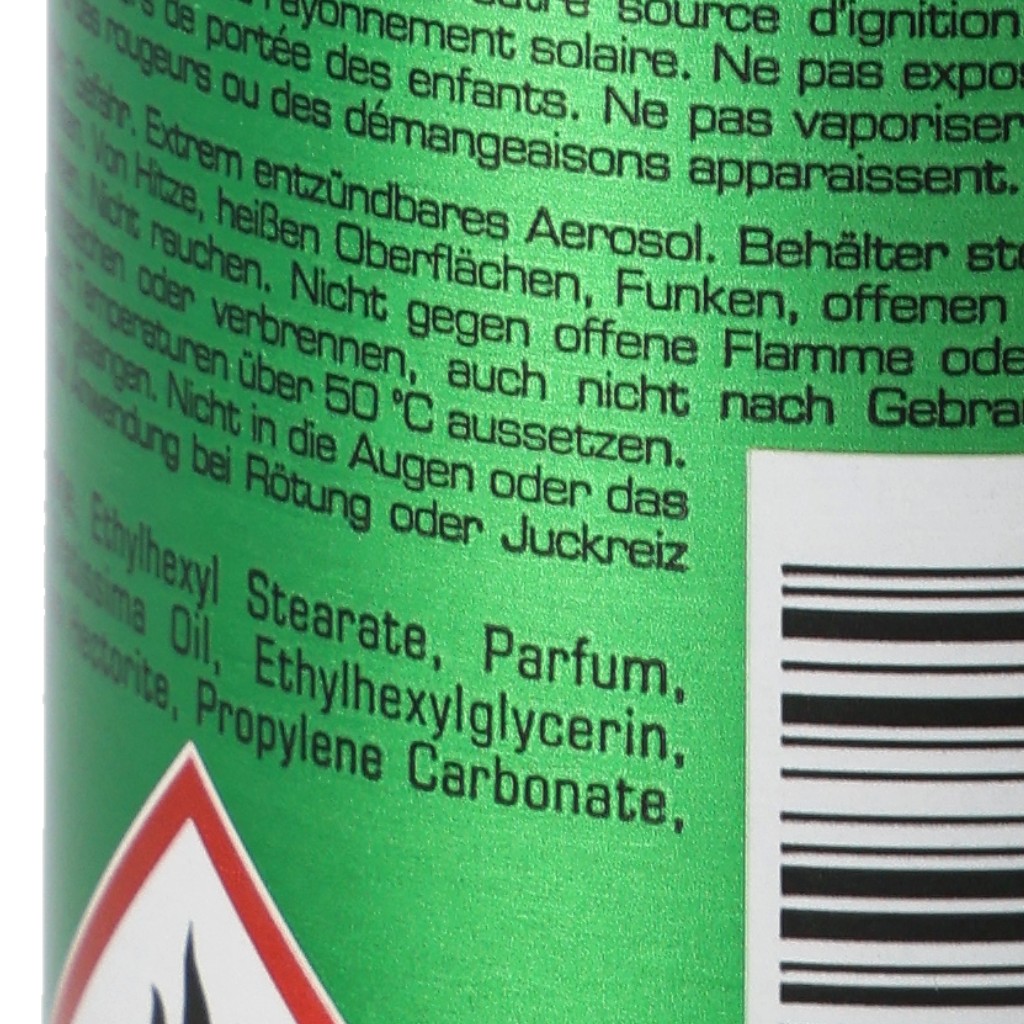 source d'ignition.
rayonnement solaire. Ne pas expos
de portée des enfants. Ne pas vaporiser
rougeurs ou des démangeaisons apparaissent.
Gefahr. Extrem entzündbares Aerosol. Behälter ste
Von Hitze, heißen Oberflächen, Funken, offenen
Nicht rauchen. Nicht gegen offene Flamme ode
oder verbrennen, auch nicht nach Gebra
Temperaturen über 50 °C aussetzen.
Nicht in die Augen oder das
Anwendung bei Rötung oder Juckreiz
Ethylhexyl Stearate, Parfum,
Oil, Ethylhexylglycerin,
Propylene Carbonate,